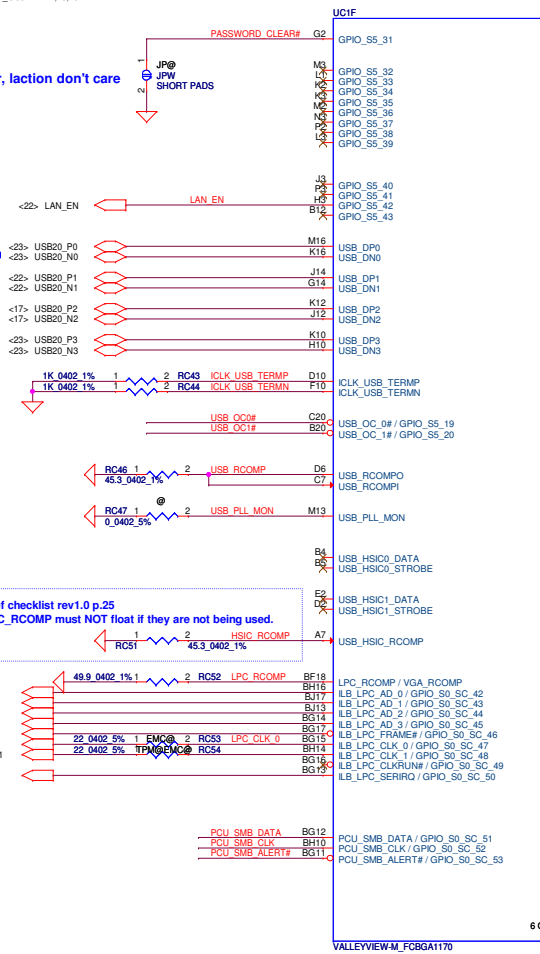 UC1F
PASSWORD_CLEAR# G2 GPIO_S5_31
1 JP@
JPW
2 SHORT PADS
r, laction don't care
M3 GPIO_S5_32
GPIO_S5_33
GPIO_S5_34
GPIO_S5_35
GPIO_S5_36
GPIO_S5_37
GPIO_S5_38
GPIO_S5_39
J3 GPIO_S5_40
P3 GPIO_S5_41
<22> LAN_EN LAN_EN H3 GPIO_S5_42
B12 GPIO_S5_43
<23> USB20_P0 M16 USB_DP0
<23> USB20_N0 K16 USB_DN0
<22> USB20_P1 J14 USB_DP1
<22> USB20_N1 G14 USB_DN1
<17> USB20_P2 K12 USB_DP2
<17> USB20_N2 J12 USB_DN2
<23> USB20_P3 K10 USB_DP3
<23> USB20_N3 H10 USB_DN3
1K_0402_1% 1 2 RC43 ICLK_USB_TERMP D10 ICLK_USB_TERMP
1K_0402_1% 1 2 RC44 ICLK_USB_TERMN F10 ICLK_USB_TERMN
USB_OC0# C20 USB_OC_0# / GPIO_S5_19
USB_OC1# B20 USB_OC_1# / GPIO_S5_20
RC46 1 2 USB_RCOMP D6 USB_RCOMPO
45.3_0402_1% C7 USB_RCOMPI
@
RC47 1 2 USB_PLL_MON M13 USB_PLL_MON
0_0402_5%
B4 USB_HSIC0_DATA
B5 USB_HSIC0_STROBE
E2 USB_HSIC1_DATA
D2 USB_HSIC1_STROBE
ef checklist rev1.0 p.25
C_RCOMP must NOT float if they are not being used.
1 2 HSIC_RCOMP A7 USB_HSIC_RCOMP
RC51 45.3_0402_1%
49.9_0402_1% 1 2 RC52 LPC_RCOMP BF18 LPC_RCOMP / VGA_RCOMP
BH16 ILB_LPC_AD_0 / GPIO_S0_SC_42
BJ17 ILB_LPC_AD_1 / GPIO_S0_SC_43
BJ13 ILB_LPC_AD_2 / GPIO_S0_SC_44
BG14 ILB_LPC_AD_3 / GPIO_S0_SC_45
BG17 ILB_LPC_FRAME# / GPIO_S0_SC_46
22_0402_5% 1 EMC@ 2 RC53 LPC_CLK_0 BG15 ILB_LPC_CLK_0 / GPIO_S0_SC_47
22_0402_5% TPM@EMC@ RC54 BH14 ILB_LPC_CLK_1 / GPIO_S0_SC_48
BG16 ILB_LPC_CLKRUN# / GPIO_S0_SC_49
BG13 ILB_LPC_SERIRQ / GPIO_S0_SC_50
PCU_SMB_DATA BG12 PCU_SMB_DATA / GPIO_S0_SC_51
PCU_SMB_CLK BH10 PCU_SMB_CLK / GPIO_S0_SC_52
PCU_SMB_ALERT# BG11 PCU_SMB_ALERT# / GPIO_S0_SC_53
6
VALLEYVIEW-M_FCBGA1170